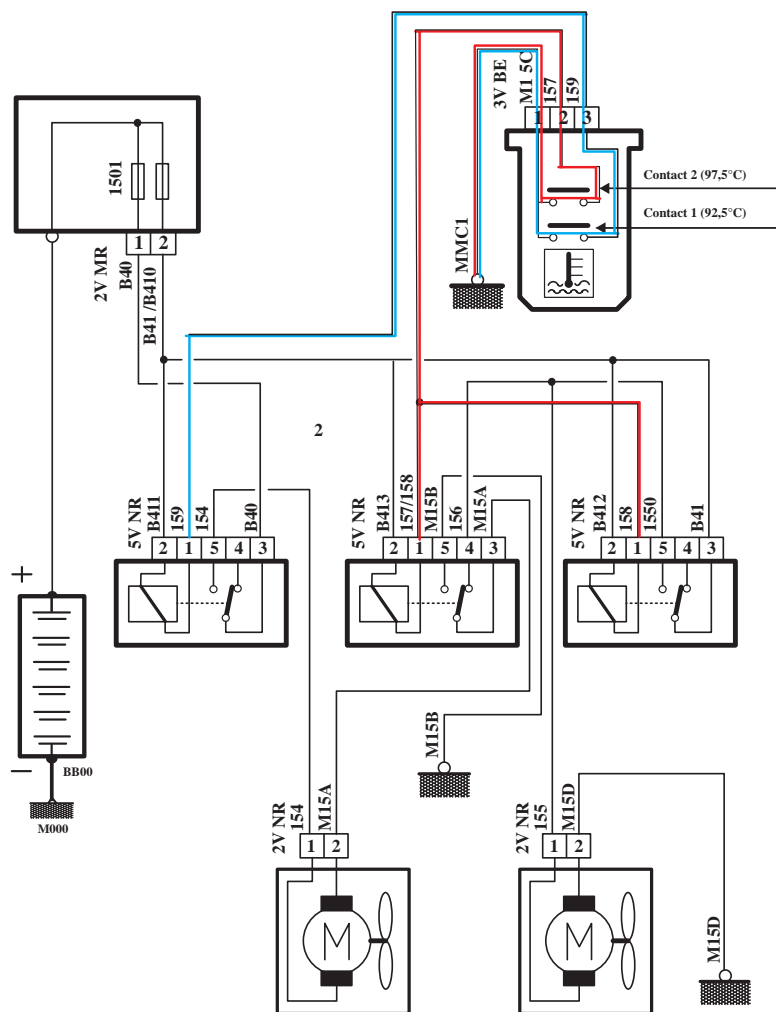 3V BE
M1 5C
157
159
1 2 3
Contact 2 (97,5°C)
Contact 1 (92,5°C)
MMC1
1501
1 2
2V MR
B40
B41 /B410
2
5V NR
B411
159
154
B40
2 1 5 4 3
5V NR
B413
157/158
M15B
156
M15A
2 1 5 4 3
5V NR
B412
158
1550
B41
2 1 5 4 3
+
–
BB00
M000
M15B
2V NR
154
M15A
1 2
M
2V NR
155
M15D
1 2
M
M15D